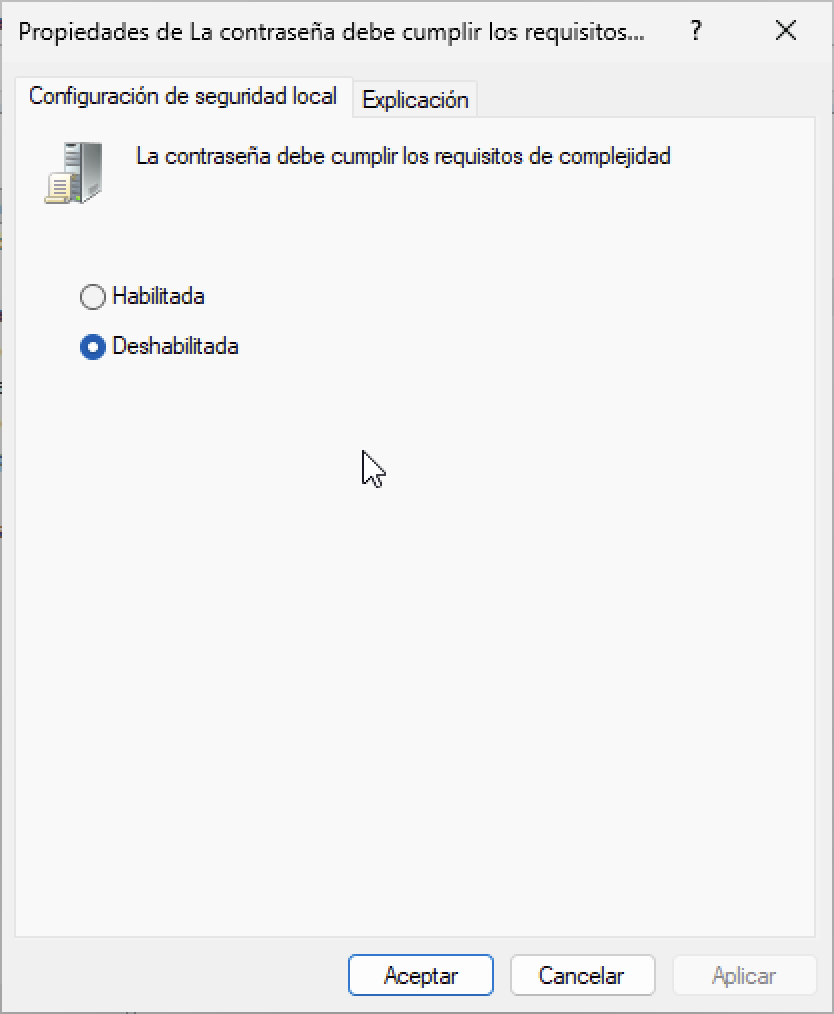 Propiedades de La contraseña debe cumplir los requisitos... ?
Configuración de seguridad local
Explicación
La contraseña debe cumplir los requisitos de complejidad
Habilitada
Deshabilitada
Aceptar
Cancelar
Aplicar